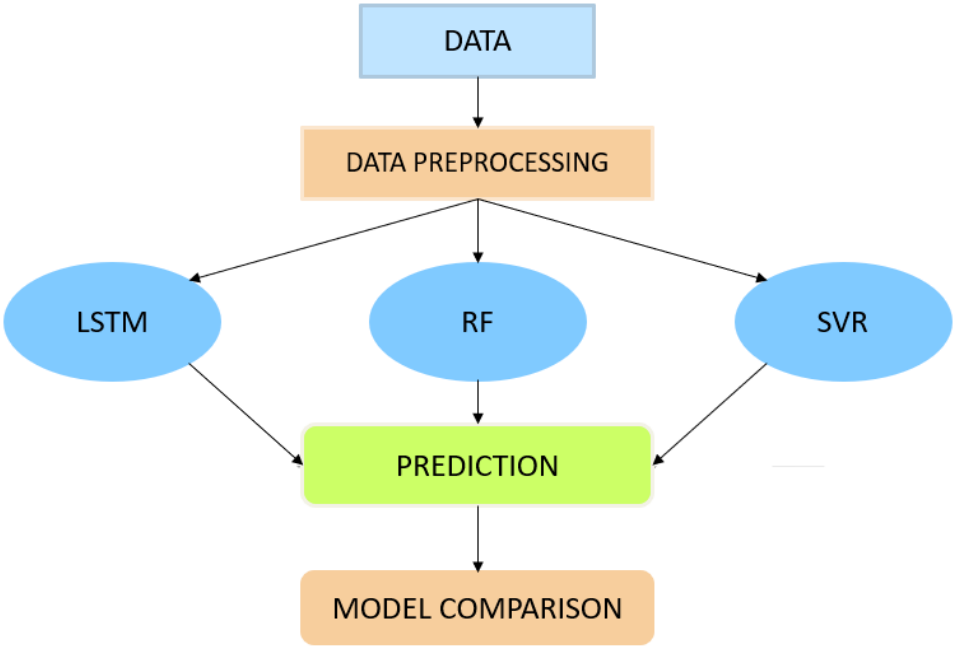 DATA
DATA PREPROCESSING
LSTM
RF
SVR
PREDICTION
MODEL COMPARISON